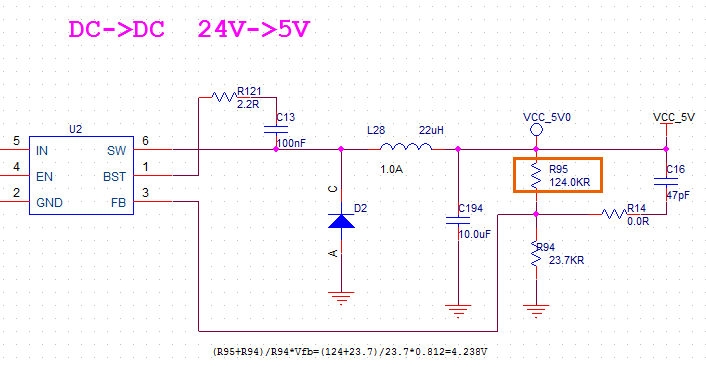 DC->DC  24V->5V
R121
2.2R
C13
100nF
U2
5 IN SW 6
4 EN BST 1
2 GND FB 3
L28 22uH
1.0A
C
D2
A
C194
10.0uF
VCC_5V0
VCC_5V
R95
124.0KR
C16
47pF
R14
0.0R
R94
23.7KR
(R95+R94)/R94*Vfb=(124+23.7)/23.7*0.812=4.238V